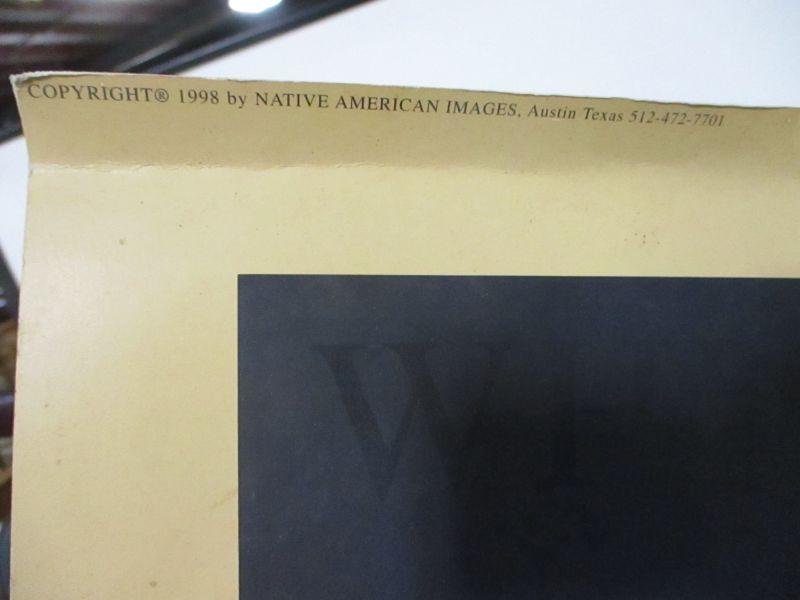 COPYRIGHT® 1998 by NATIVE AMERICAN IMAGES, Austin Texas 512-472-7701
W